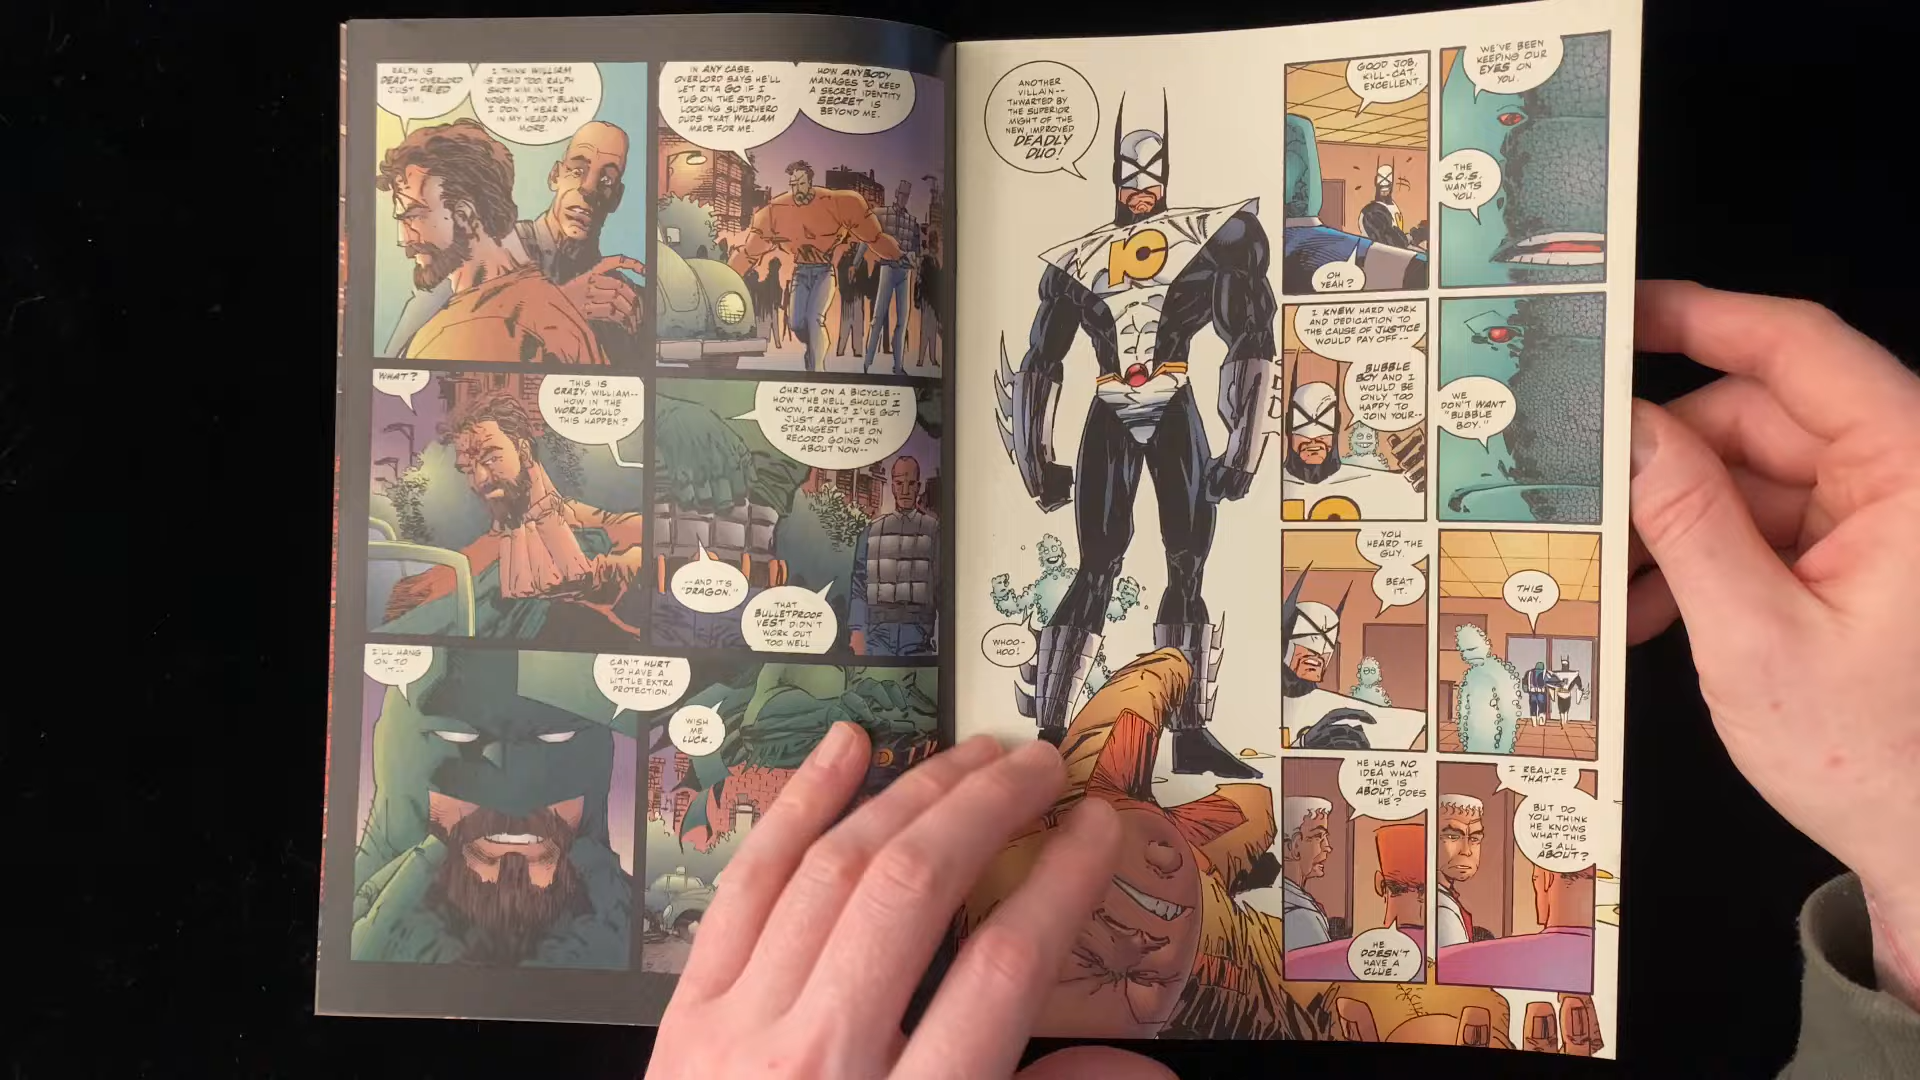 RALPH IS
DEAD--OVERLORD
JUST FRIED
HIM.
I THINK WILLIAM
IS DEAD TOO. RALPH
SHOT HIM IN THE
NOGGIN, POINT BLANK--
I DON'T HEAR HIM
IN MY HEAD ANY
MORE.
IN ANY CASE,
OVERLORD SAYS HE'LL
LET RITA GO IF I
TUG ON THE STUPID-
LOOKING SUPERHERO
DUDS THAT WILLIAM
MADE FOR ME.
HOW ANYBODY
MANAGES TO KEEP
A SECRET IDENTITY
SECRET IS
BEYOND ME.
WHAT?
THIS IS
CRAZY, WILLIAM--
HOW IN THE
WORLD COULD
THIS HAPPEN?
CHRIST ON A BICYCLE--
HOW THE HELL SHOULD I
KNOW, FRANK? I'VE GOT
JUST ABOUT THE
STRANGEST LIFE ON
RECORD GOING ON
ABOUT NOW--
--AND IT'S
"DRAGON."
THAT
BULLETPROOF
VEST DIDN'T
WORK OUT
TOO WELL
I'LL HANG
ON TO
IT--
CAN'T HURT
TO HAVE A
LITTLE EXTRA
PROTECTION.
WISH
ME
LUCK.
ANOTHER
VILLAIN--
THWARTED BY
THE SUPERIOR
MIGHT OF THE
NEW, IMPROVED
DEADLY
DUO!
WHOO-
HOO!
GOOD JOB,
KILL-CAT.
EXCELLENT.
OH
YEAH?
WE'VE BEEN
KEEPING OUR
EYES ON
YOU.
THE
S.O.S.
WANTS
YOU.
I KNEW HARD WORK
AND DEDICATION TO
THE CAUSE OF JUSTICE
WOULD PAY OFF--
BUBBLE
BOY AND I
WOULD BE
ONLY TOO
HAPPY TO
JOIN YOUR--
WE
DON'T WANT
"BUBBLE
BOY."
YOU
HEARD THE
GUY.
BEAT
IT.
THIS
WAY.
HE HAS NO
IDEA WHAT
THIS IS
ABOUT, DOES
HE?
HE
DOESN'T
HAVE A
CLUE.
I REALIZE
THAT--
BUT DO
YOU THINK
HE KNOWS
WHAT THIS
IS ALL
ABOUT?